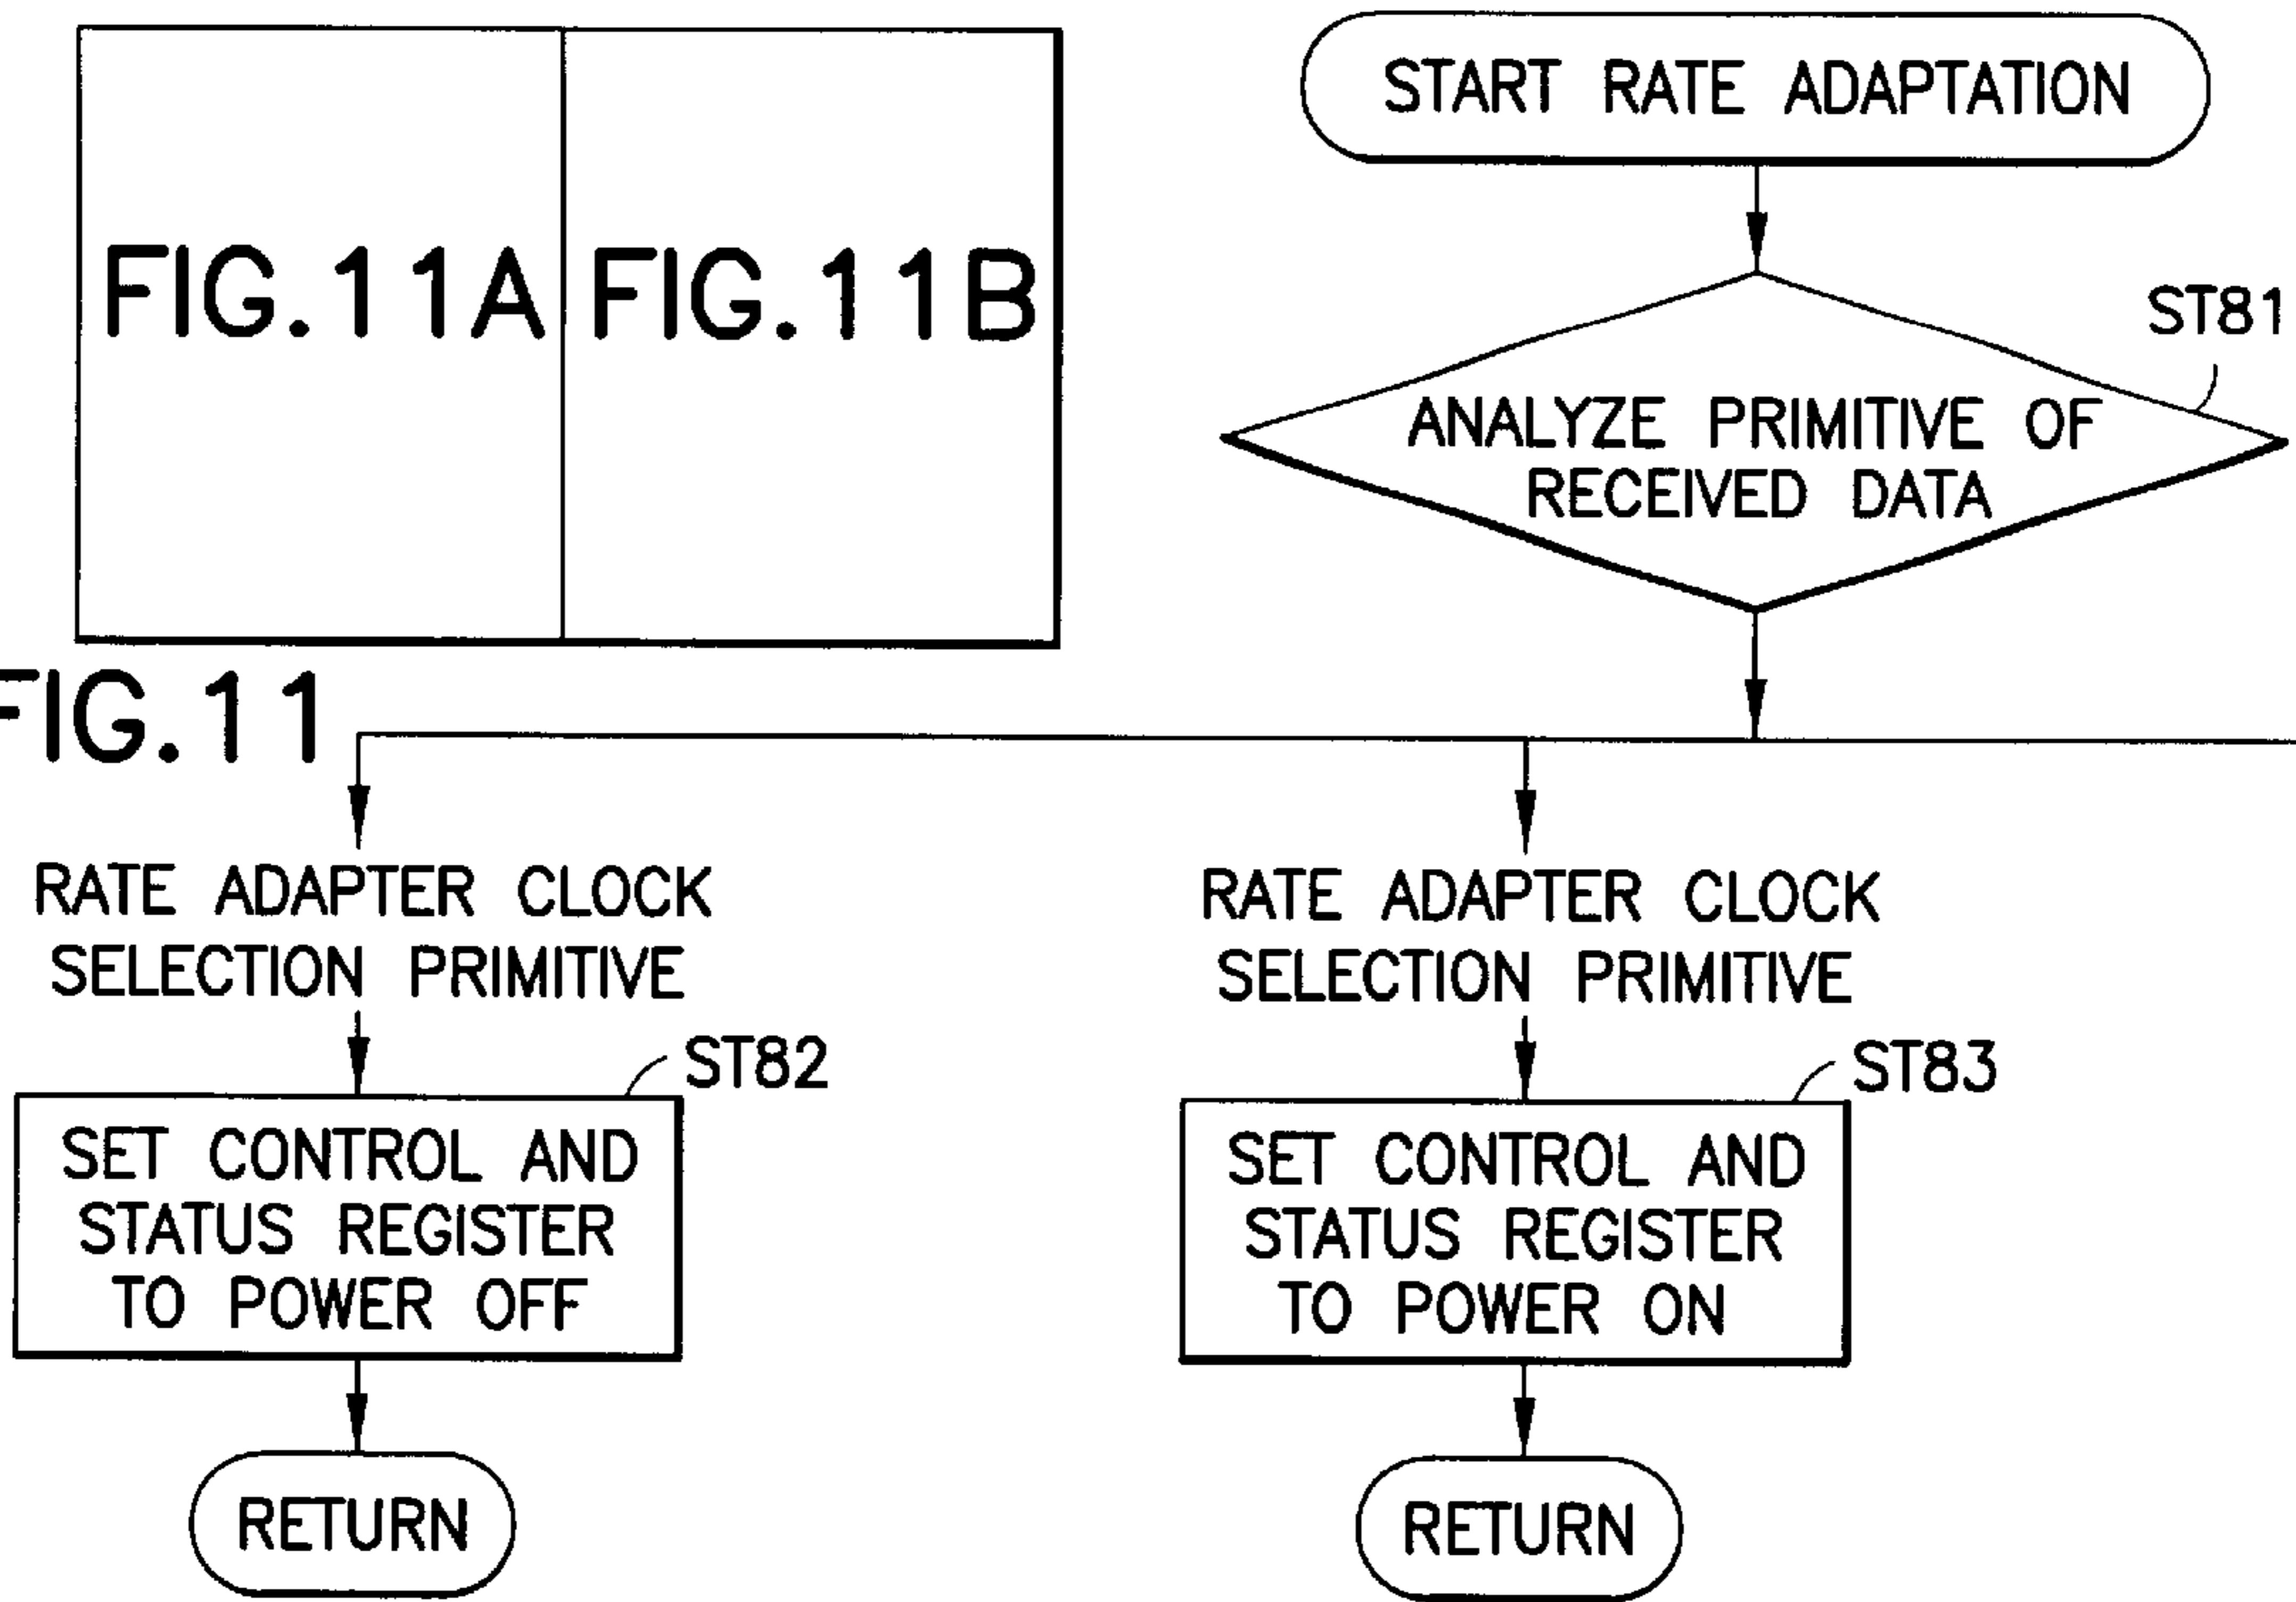 FIG.11A
FIG.11B
FIG.11
START RATE ADAPTATION
ST81
ANALYZE PRIMITIVE OF
RECEIVED DATA
RATE ADAPTER CLOCK
SELECTION PRIMITIVE
ST82
SET CONTROL AND
STATUS REGISTER
TO POWER OFF
RETURN
RATE ADAPTER CLOCK
SELECTION PRIMITIVE
ST83
SET CONTROL AND
STATUS REGISTER
TO POWER ON
RETURN